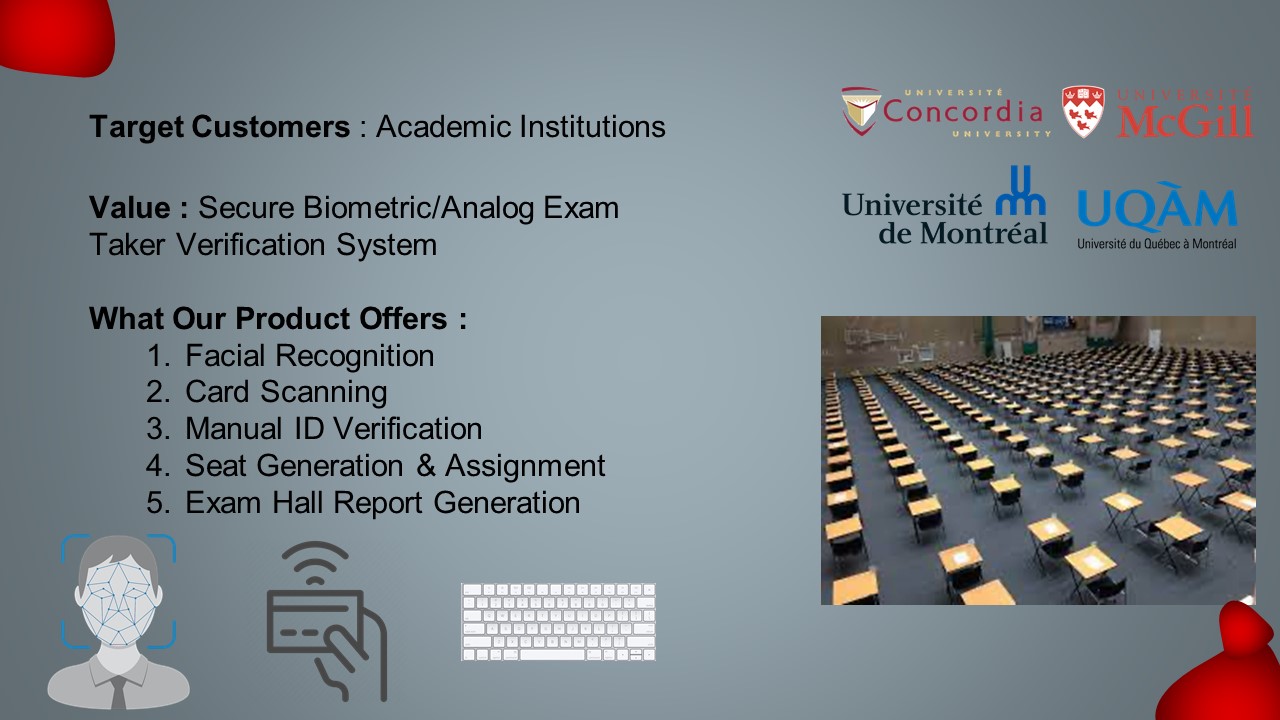 Target Customers : Academic Institutions
Value : Secure Biometric/Analog Exam
Taker Verification System
What Our Product Offers :
1. Facial Recognition
2. Card Scanning
3. Manual ID Verification
4. Seat Generation & Assignment
5. Exam Hall Report Generation
UNIVERSITÉ
Concordia
UNIVERSITY
UNIVERSITÉ
McGill
Université
de Montréal
UQÀM
Université du Québec à Montréal